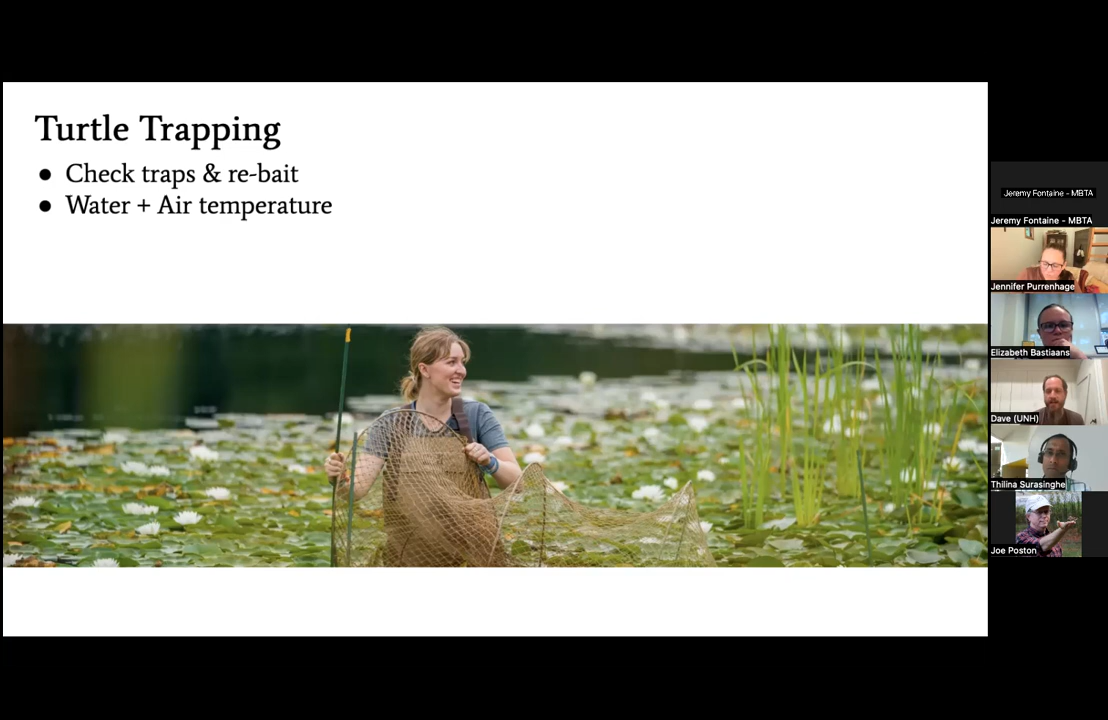 Turtle Trapping
● Check traps & re-bait
● Water + Air temperature
Jeremy Fontaine - MBTA
Jeremy Fontaine - MBTA
Jennifer Purrenhage
Elizabeth Bastiaans
Dave (UNH)
Thilina Surasinghe
Joe Poston